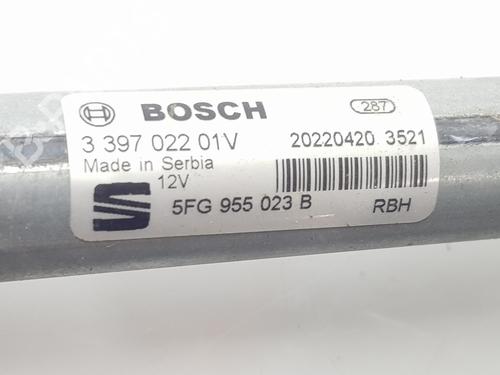 BOSCH
287
3 397 022 01V
20220420 3521
Made in Serbia
12V
5FG 955 023 B
RBH